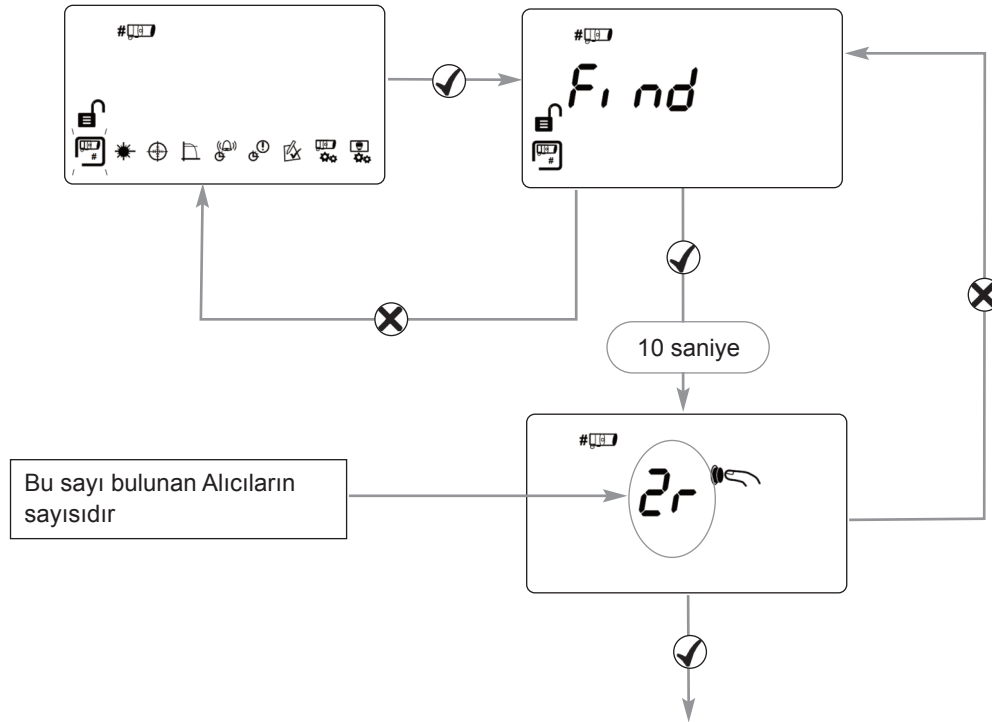 #
#
Find
#
#
10 saniye
#
2r
Bu sayı bulunan Alıcıların
sayısıdır